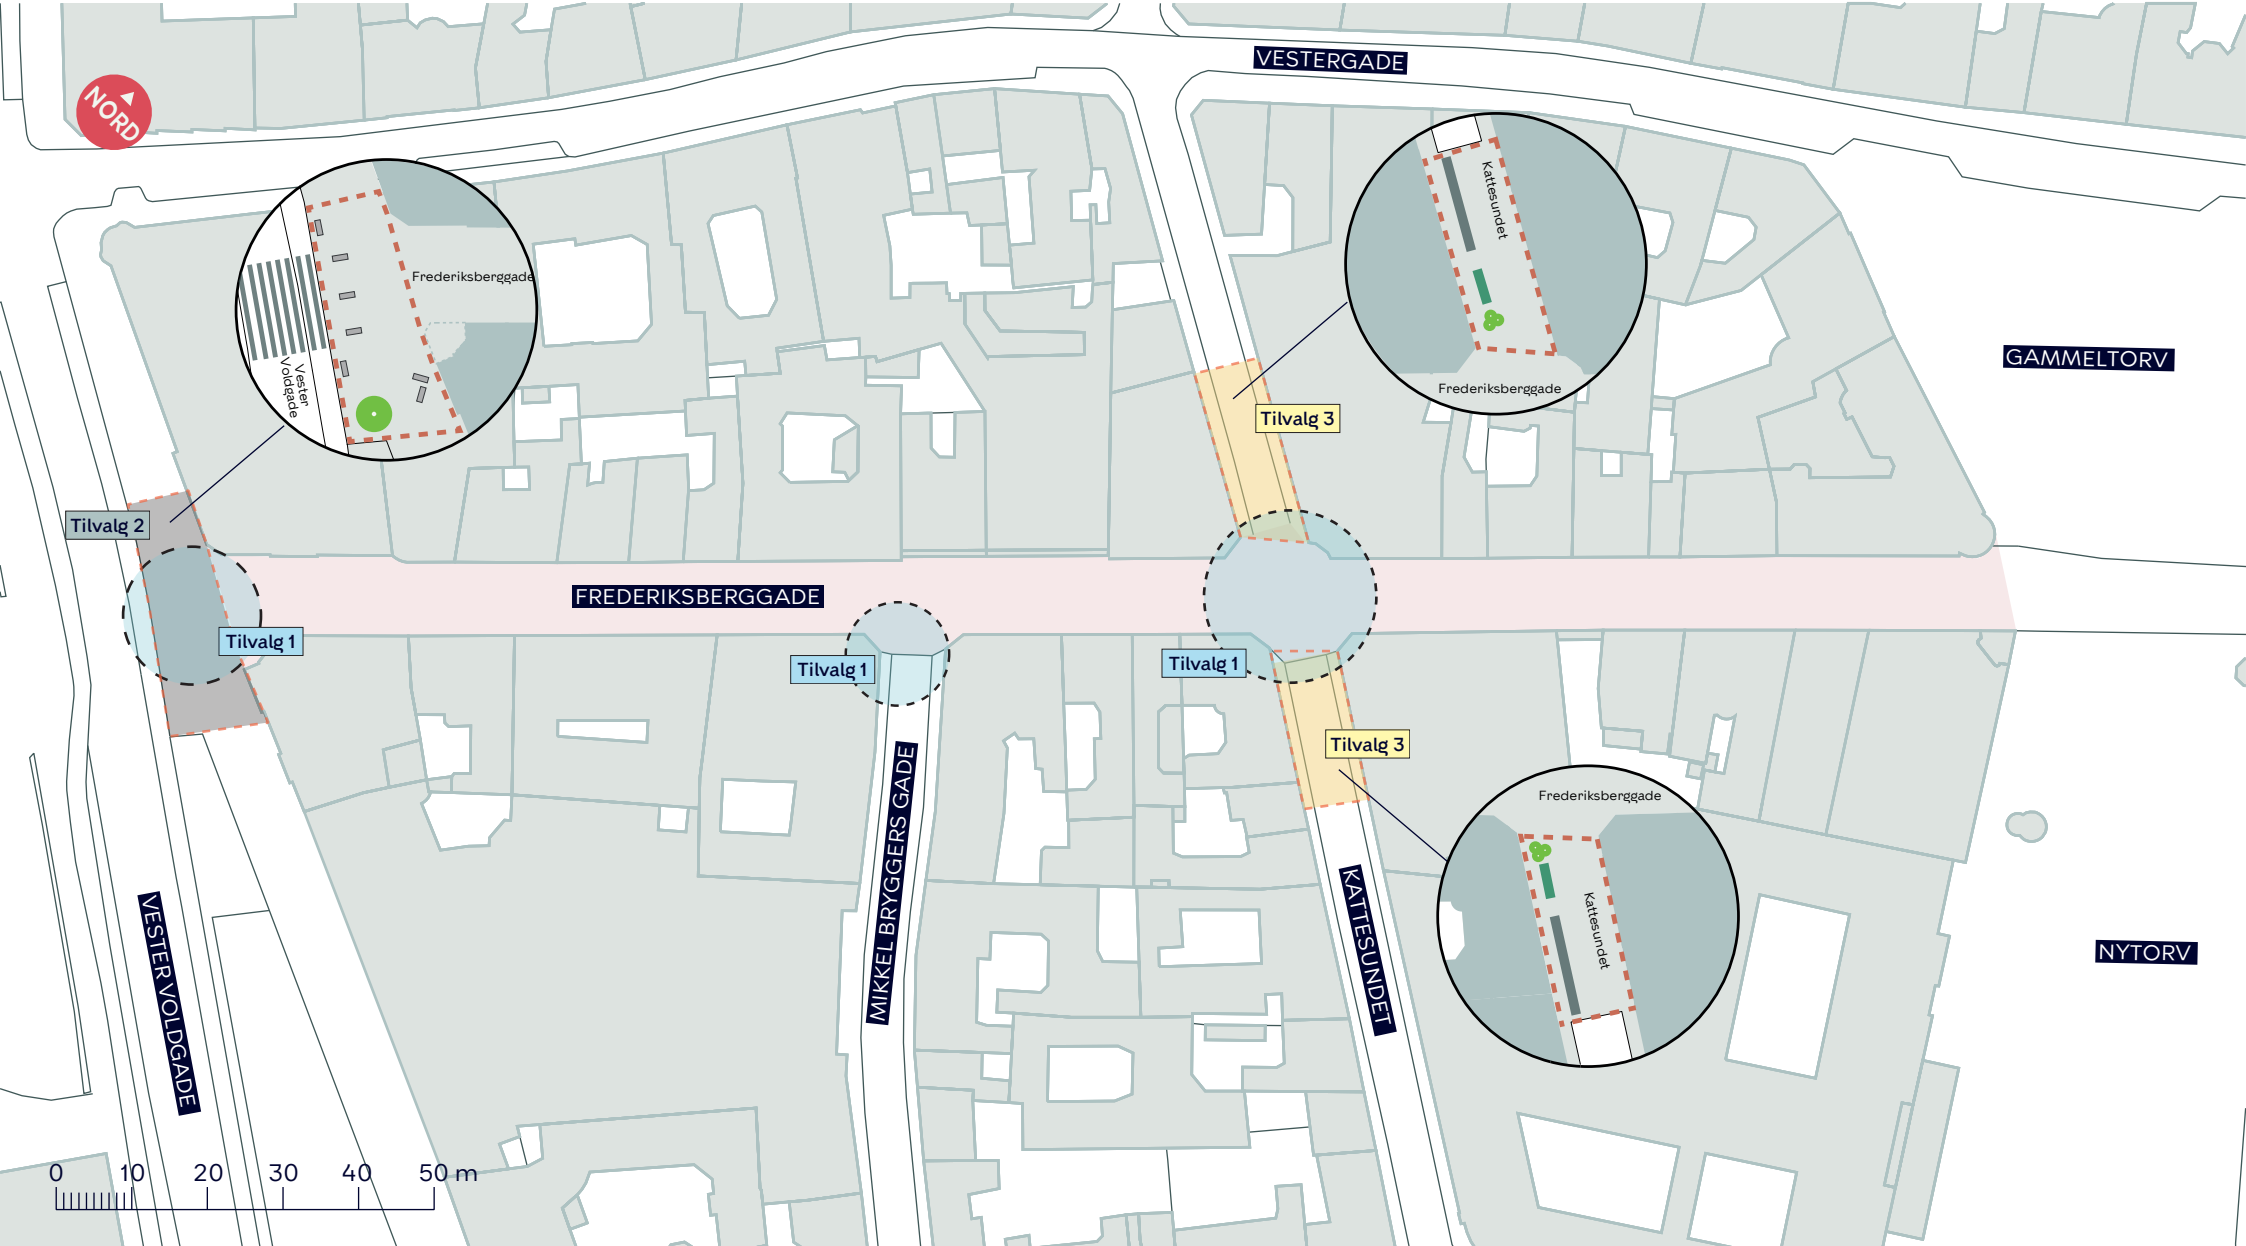 VESTERGADE
NORD
Kattesundet
Frederiksberggade
Frederiksberggade
Vester
Voldgade
GAMMELTORV
Tilvalg 3
Tilvalg 2
FREDERIKSBERGGADE
Tilvalg 1
Tilvalg 1
Tilvalg 1
Tilvalg 3
Frederiksberggade
Kattesundet
MIKKEL BRYGGERS GADE
KATTESUNDET
VESTER VOLDGADE
NYTORV
0 10 20 30 40 50 m